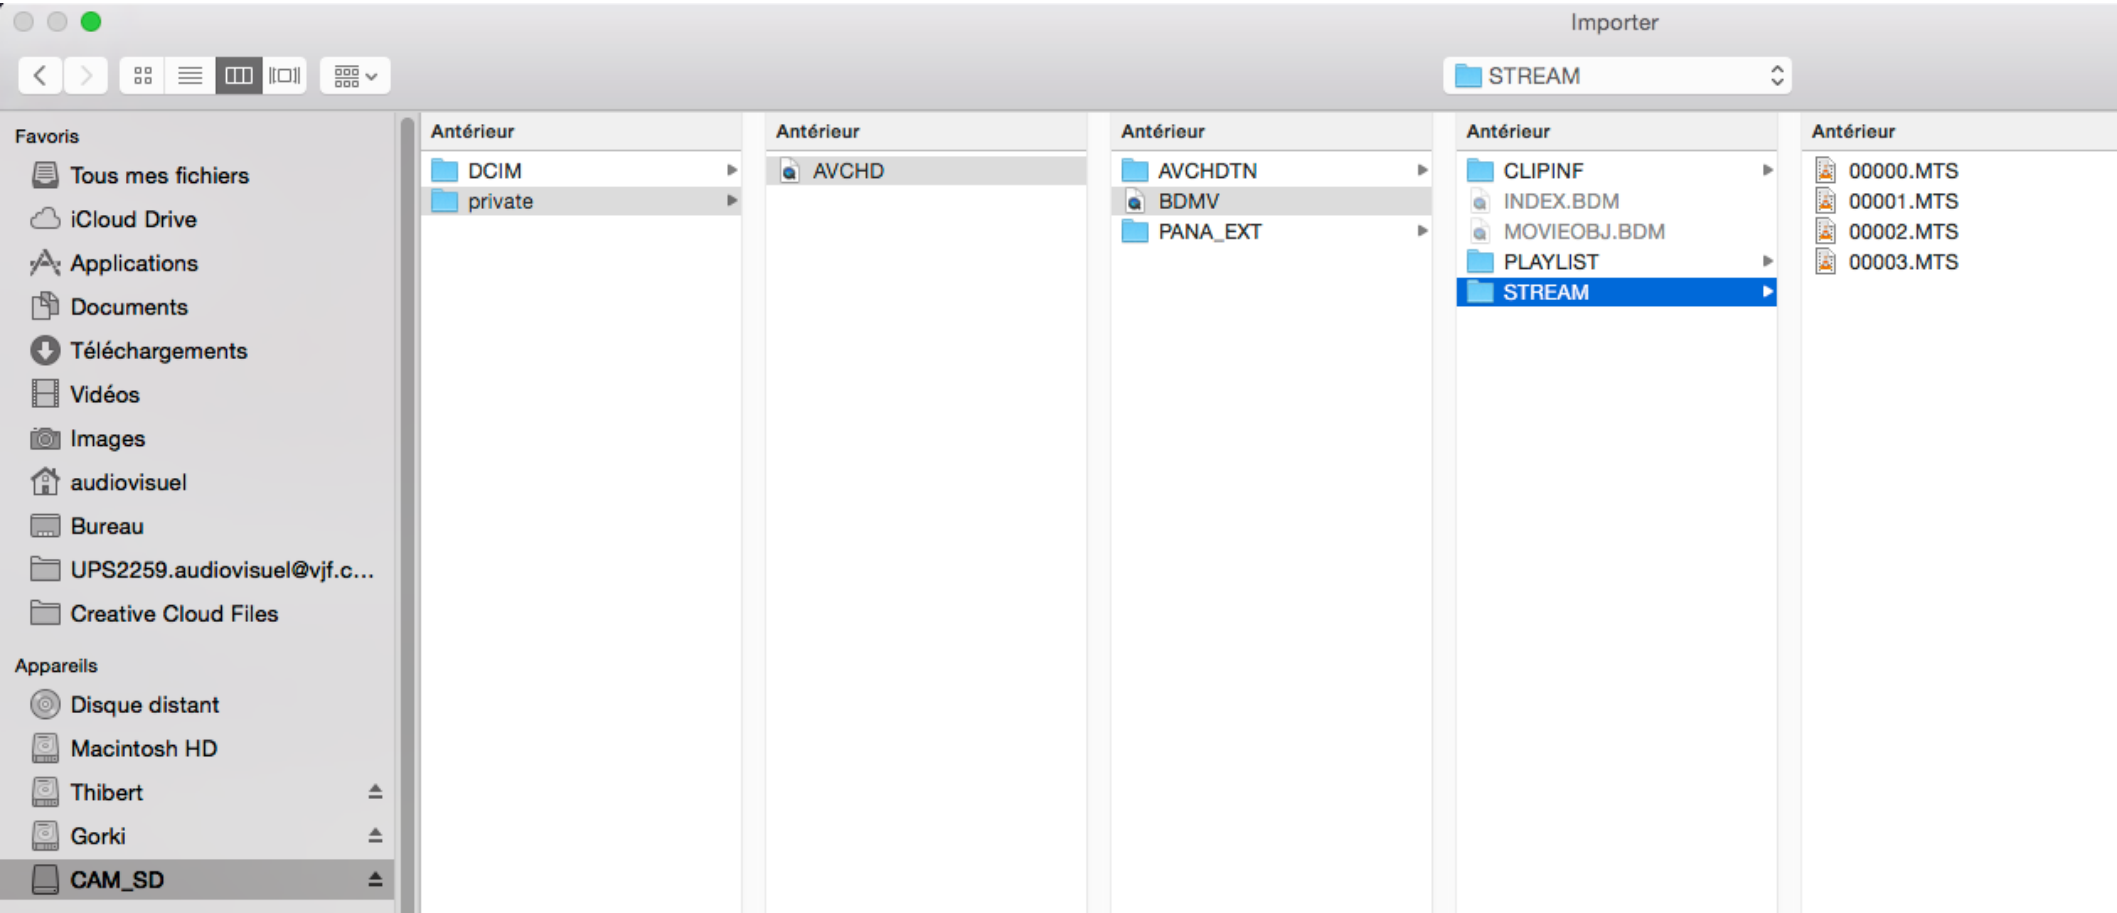 Importer
STREAM
Favoris
Tous mes fichiers
iCloud Drive
Applications
Documents
Téléchargements
Vidéos
Images
audiovisuel
Bureau
UPS2259.audiovisuel@vjf.c...
Creative Cloud Files
Appareils
Disque distant
Macintosh HD
Thibert
Gorki
CAM_SD
Antérieur
DCIM
private
Antérieur
AVCHD
Antérieur
AVCHDTN
BDMV
PANA_EXT
Antérieur
CLIPINF
INDEX.BDM
MOVIEOBJ.BDM
PLAYLIST
STREAM
Antérieur
00000.MTS
00001.MTS
00002.MTS
00003.MTS